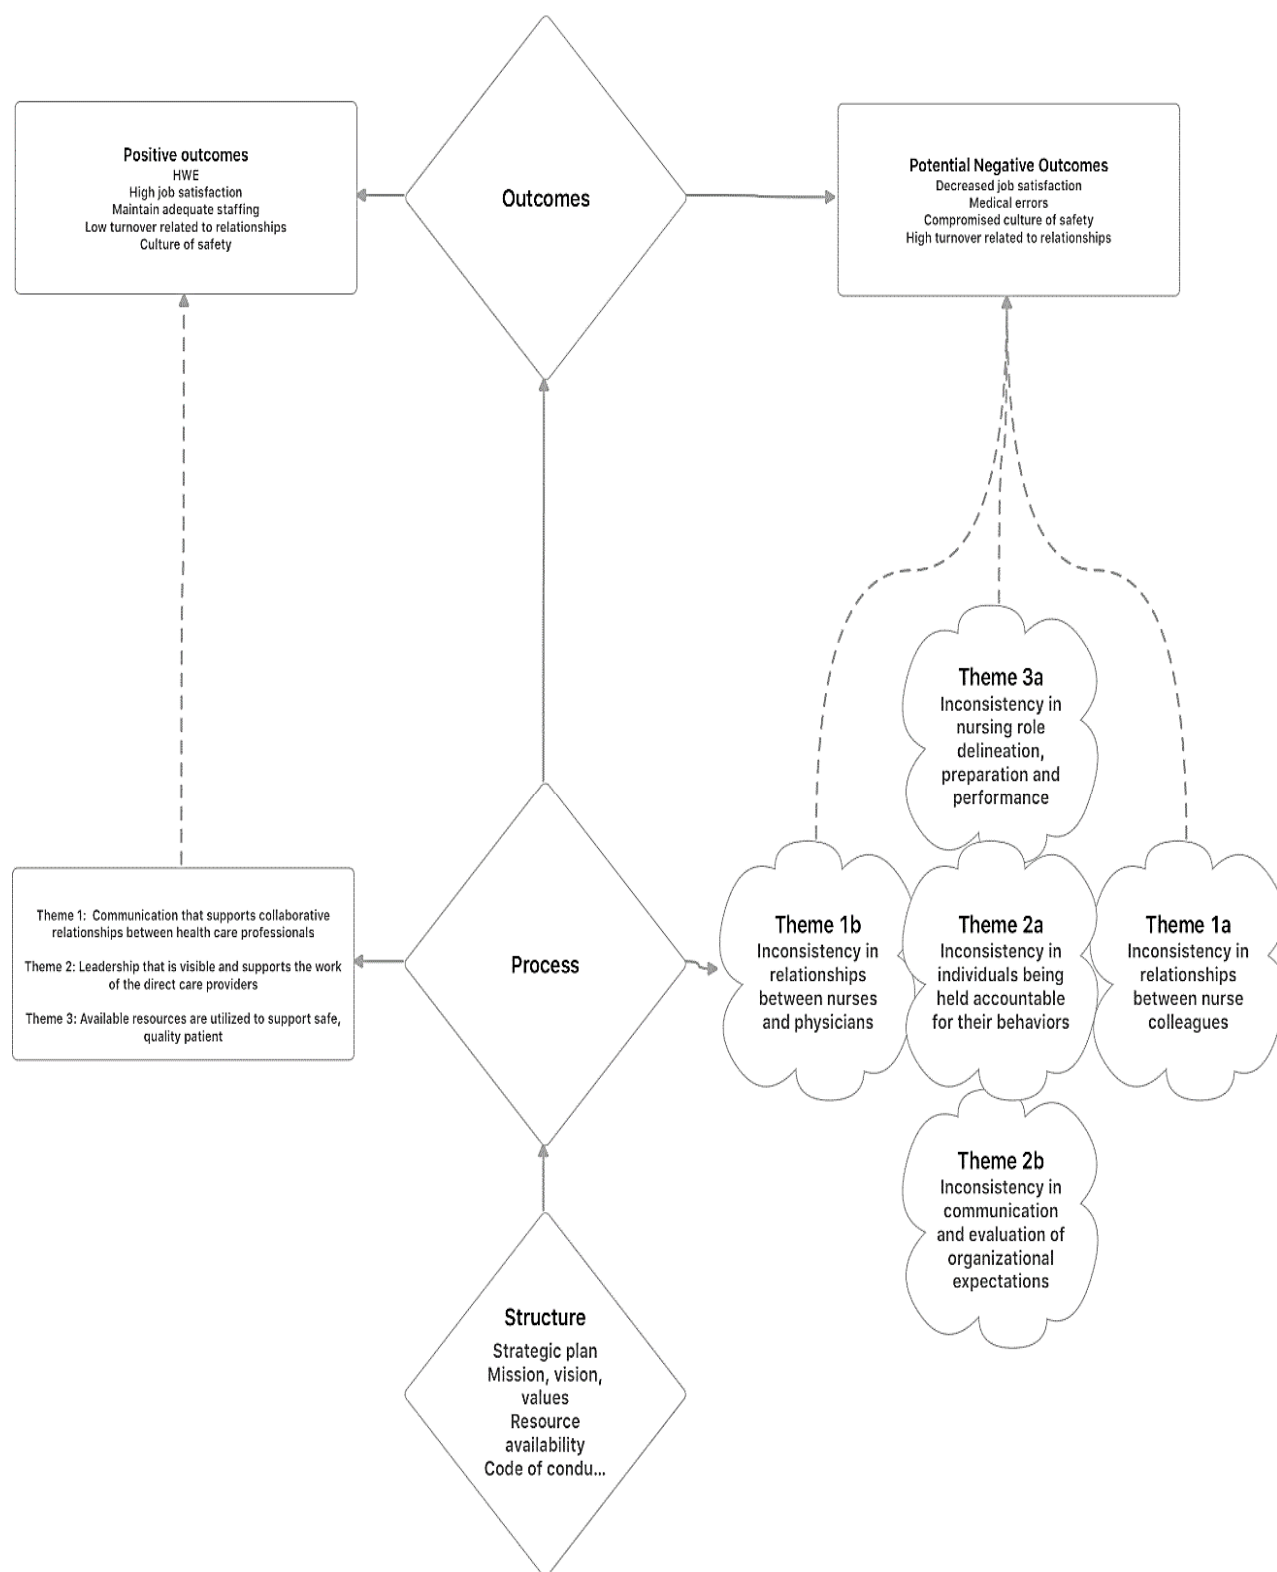 Outcomes
Positive outcomes
HWE
High job satisfaction
Maintain adequate staffing
Low turnover related to relationships
Culture of safety
Potential Negative Outcomes
Decreased job satisfaction
Medical errors
Compromised culture of safety
High turnover related to relationships
Theme 3a
Inconsistency in
nursing role
delineation,
preparation and
performance
Theme 1: Communication that supports collaborative
relationships between health care professionals
Theme 2: Leadership that is visible and supports the work
of the direct care providers
Theme 3: Available resources are utilized to support safe,
quality patient
Process
Theme 1b
Inconsistency in
relationships
between nurses
and physicians
Theme 2a
Inconsistency in
individuals being
held accountable
for their behaviors
Theme 1a
Inconsistency in
relationships
between nurse
colleagues
Theme 2b
Inconsistency in
communication
and evaluation of
organizational
expectations
Structure
Strategic plan
Mission, vision,
values
Resource
availability
Code of condu...